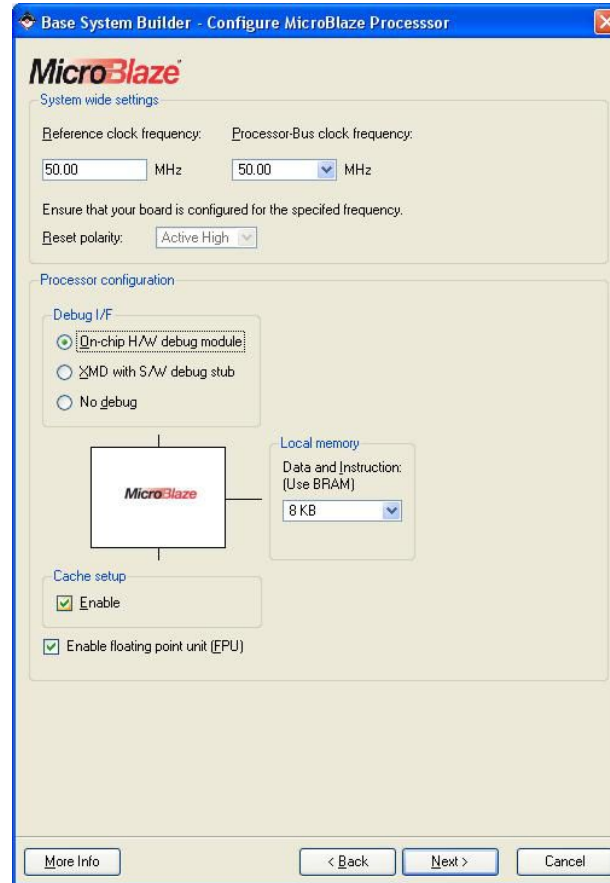 Base System Builder - Configure MicroBlaze Processsor
MicroBlaze
System wide settings
Reference clock frequency: Processor-Bus clock frequency:
50.00 MHz 50.00 MHz
Ensure that your board is configured for the specifed frequency.
Reset polarity: Active High
Processor configuration
Debug I/F
On-chip H/W debug module
XMD with S/W debug stub
No debug
MicroBlaze
Local memory
Data and Instruction:
(Use BRAM)
8 KB
Cache setup
Enable
Enable floating point unit (FPU)
More Info < Back Next > Cancel